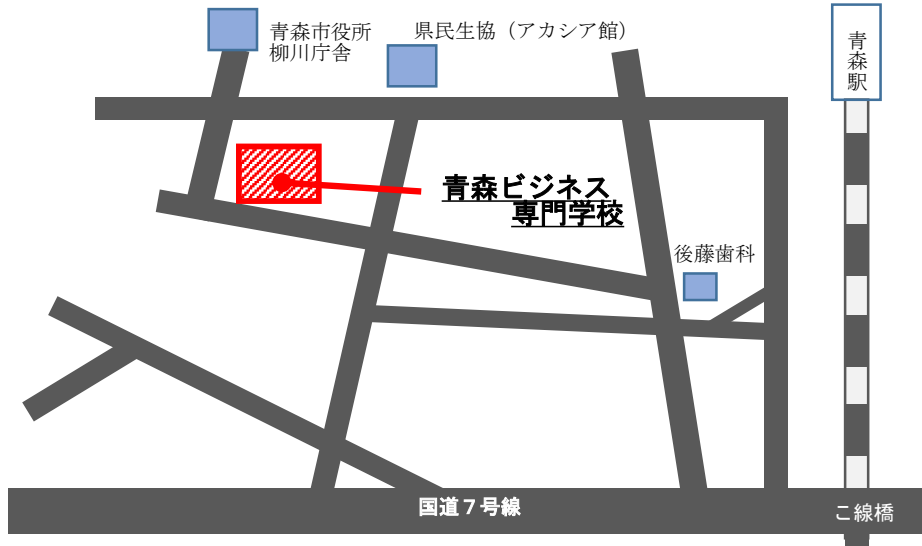 青森市役所
柳川庁舎
県民生協（アカシア館）
青森駅
青森ビジネス
専門学校
後藤歯科
国道７号線
こ線橋